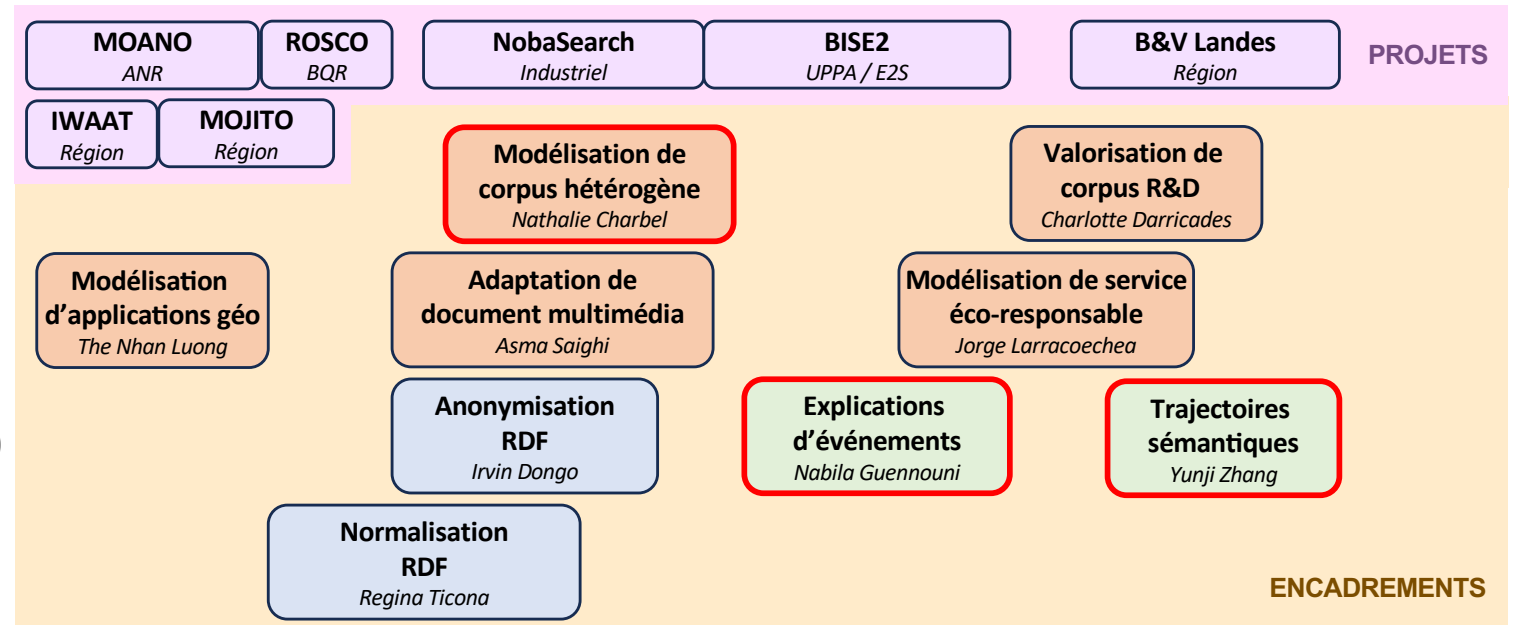 MOANO
ANR
ROSCO
BQR
NobaSearch
Industriel
BISE2
UPPA / E2S
B&V Landes
Région
PROJETS
IWAAT
Région
MOJITO
Région
Modélisation de
corpus hétérogène
Nathalie Charbel
Valorisation de
corpus R&D
Charlotte Darricades
Modélisation
d'applications géo
The Nhan Luong
Adaptation de
document multimédia
Asma Saighi
Modélisation de service
éco-responsable
Jorge Larracoechea
Anonymisation
RDF
Irvin Dongo
Explications
d'événements
Nabila Guennouni
Trajectoires
sémantiques
Yunji Zhang
Normalisation
RDF
Regina Ticona
ENCADREMENTS